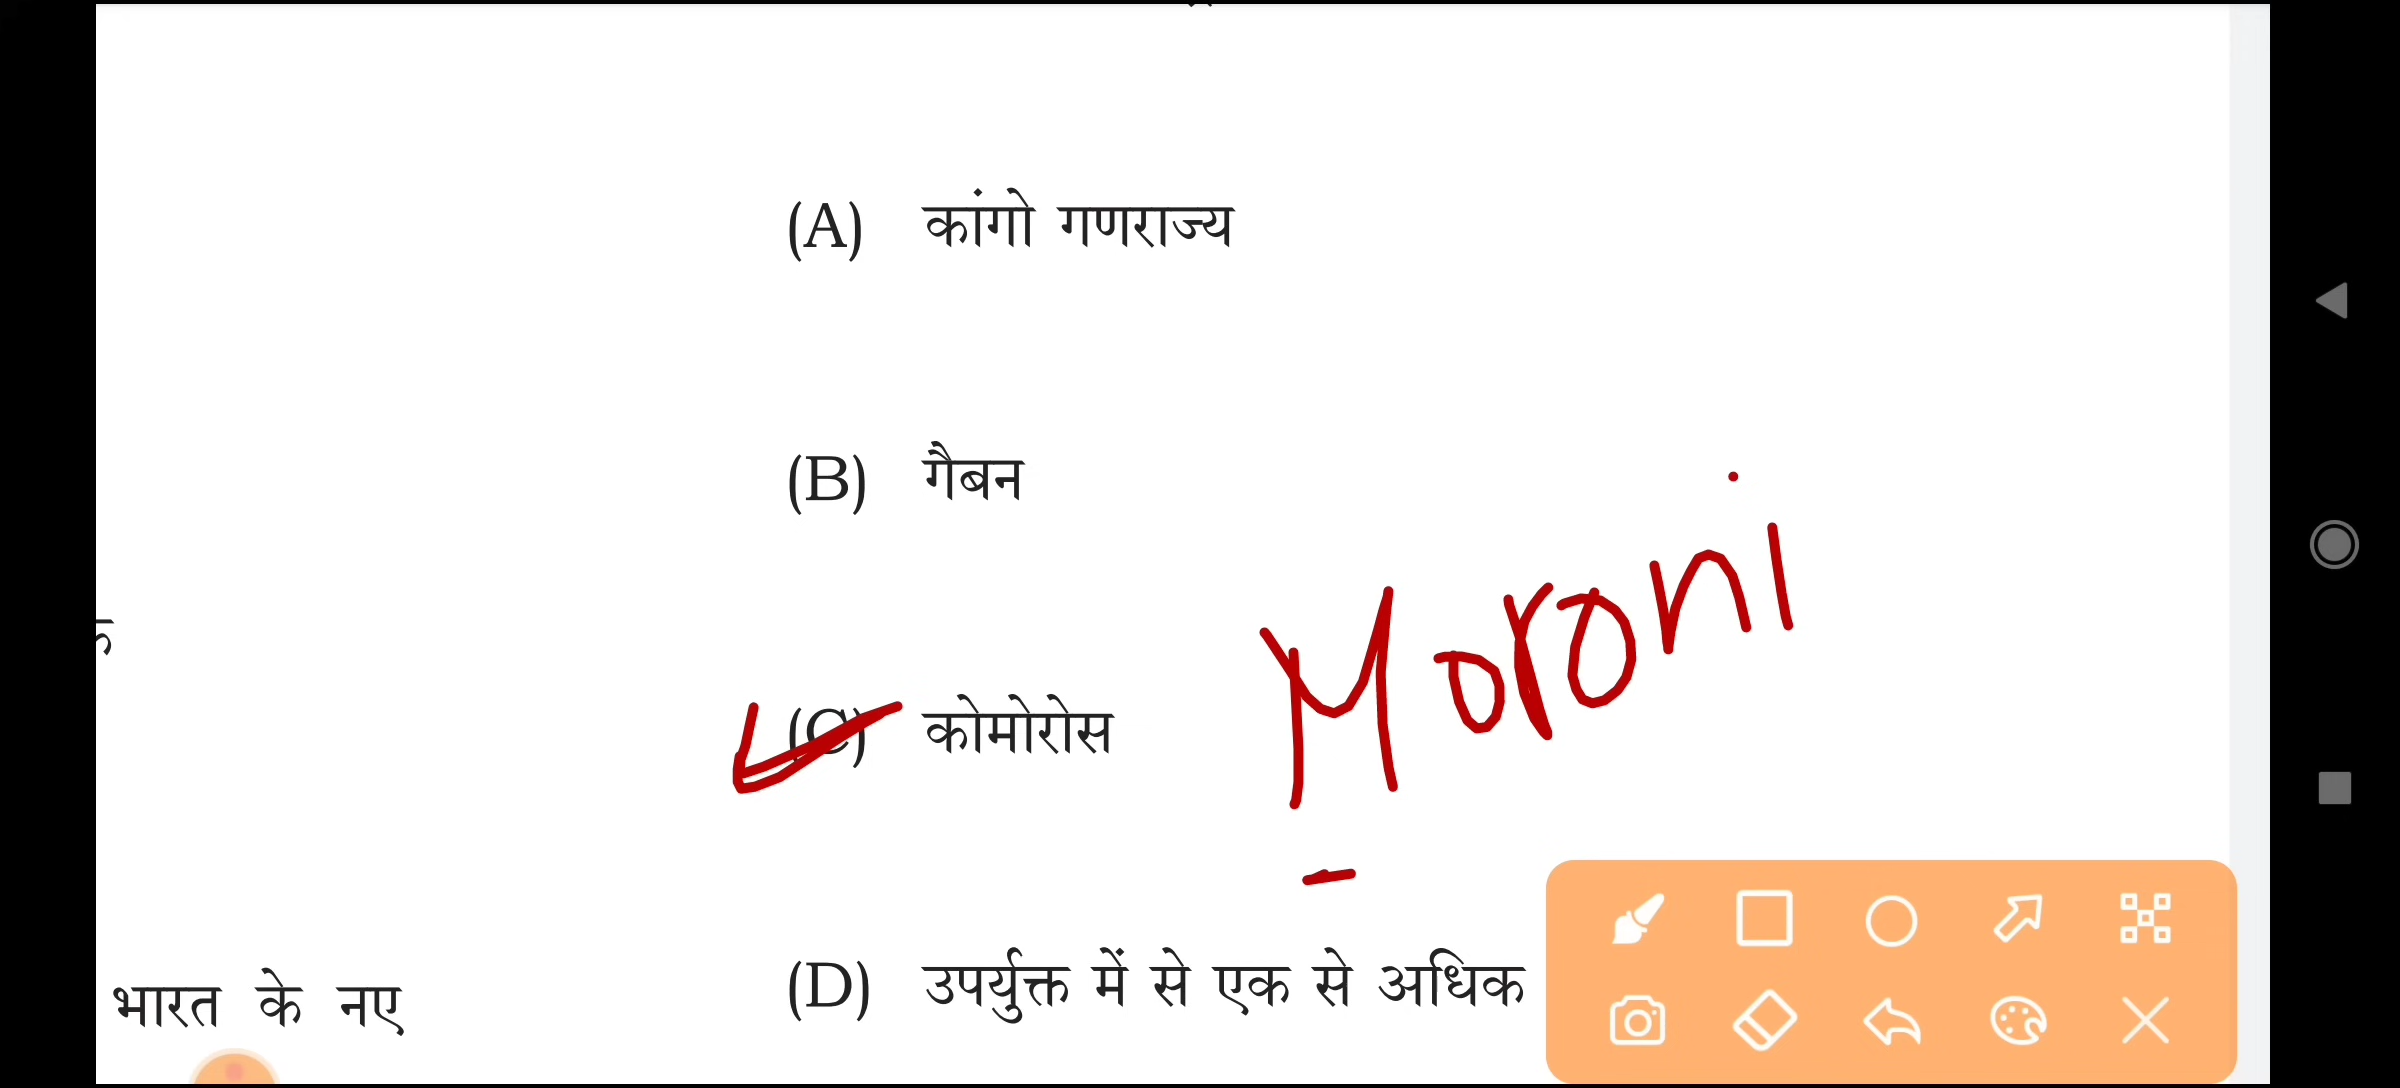 (A) कांगो गणराज्य
(B) गैबन
(C) कोमोरोस
Moroni
(D) उपर्युक्त में से एक से अधिक
भारत के नए